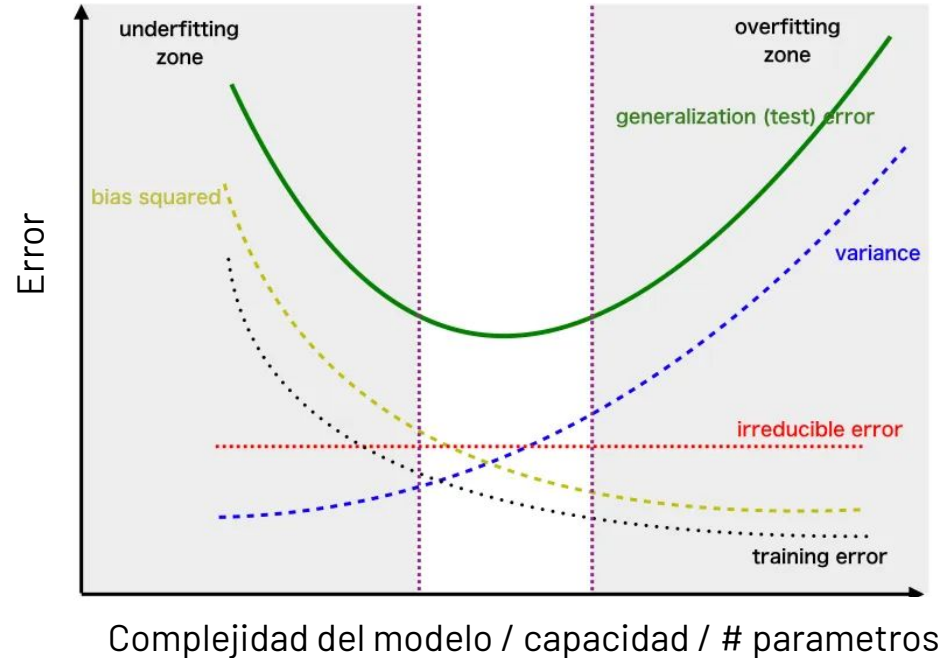 underfitting
zone
overfitting
zone
generalization (test) error
bias squared
variance
Error
irreducible error
training error
Complejidad del modelo / capacidad / # parametros